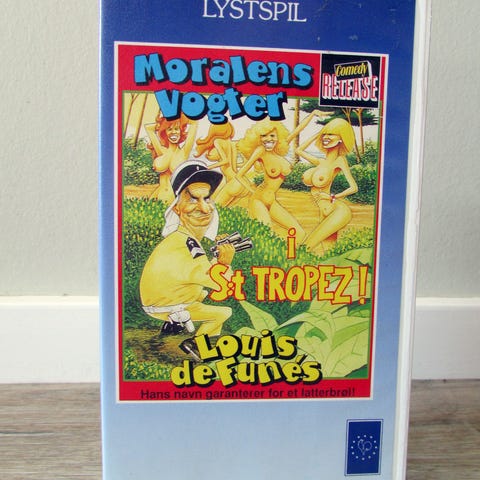 LYSTSPIL
Moralens
Vogter
Comedy
RELEASE
i
S:t TROPEZ!
Louis
de Funés
Hans navn garanterer for et latterbrøl!